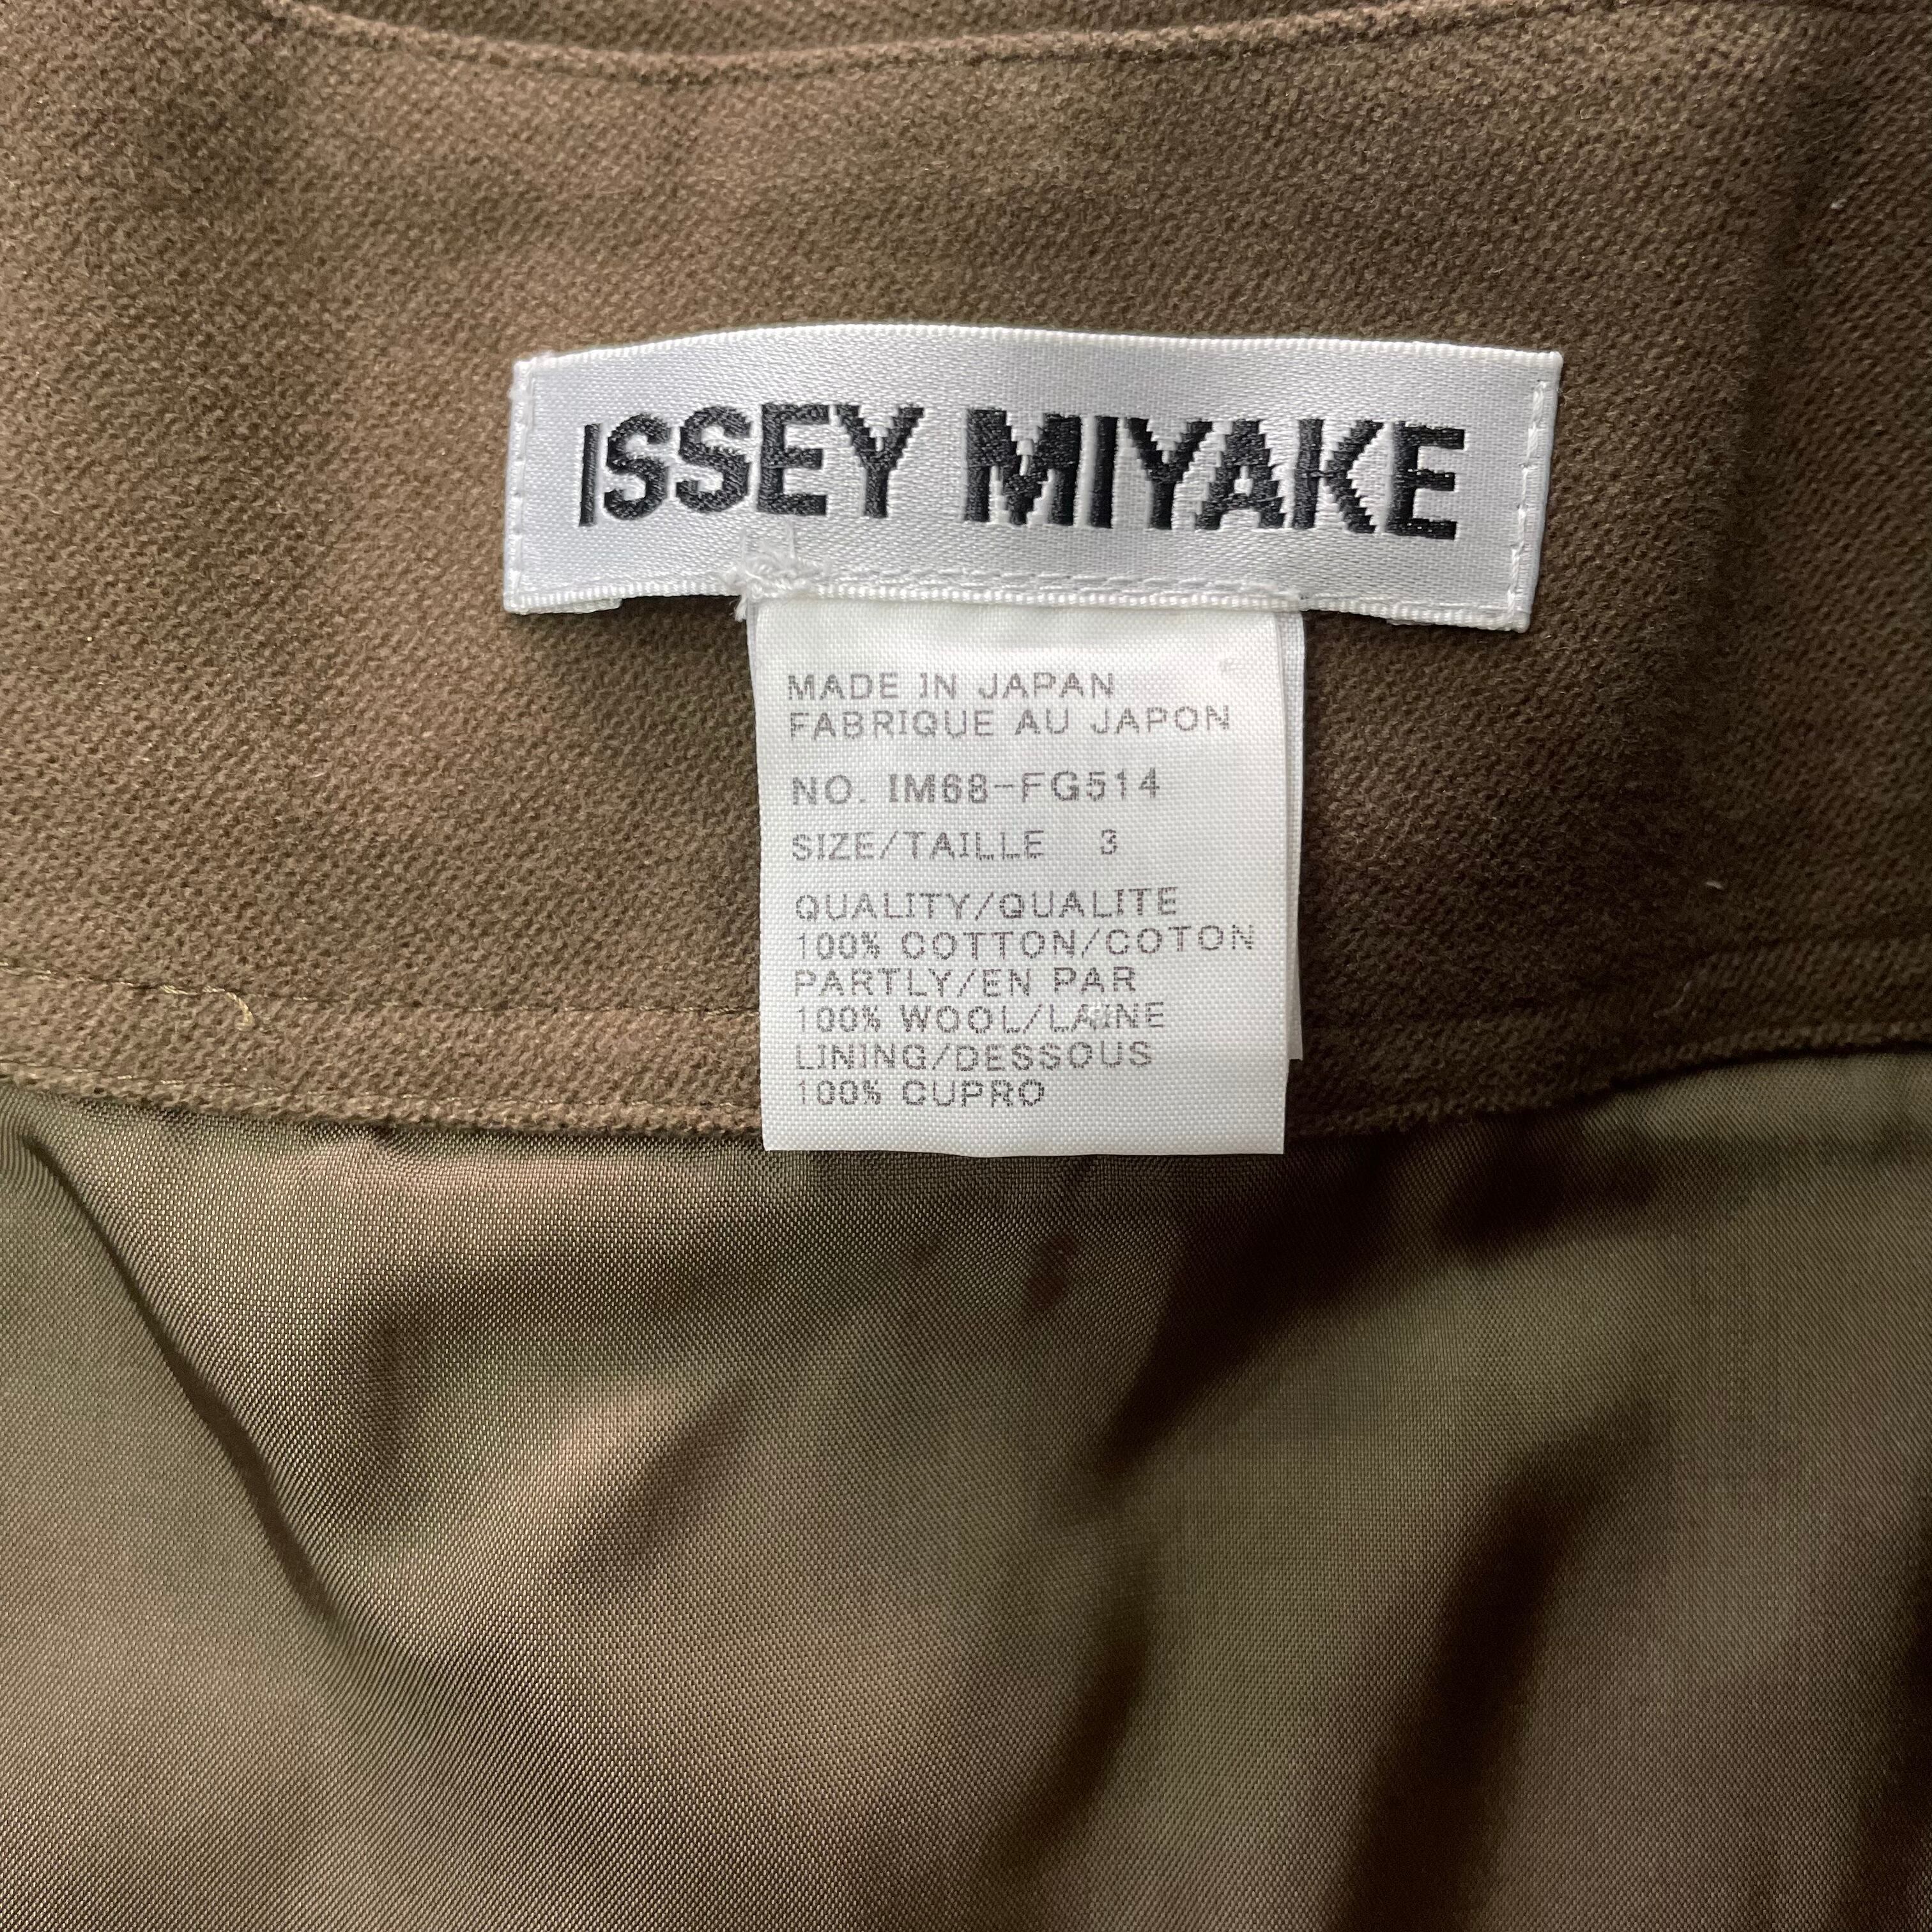 ISSEY MIYAKE
MADE IN JAPAN
FABRIQUE AU JAPON
NO. IM68-FG514
SIZE/TAILLE 3
QUALITY/QUALITE
100% COTTON/COTON
PARTLY/EN PAR
100% WOOL/LAINE
LINING/DESSOUS
100% CUPRO